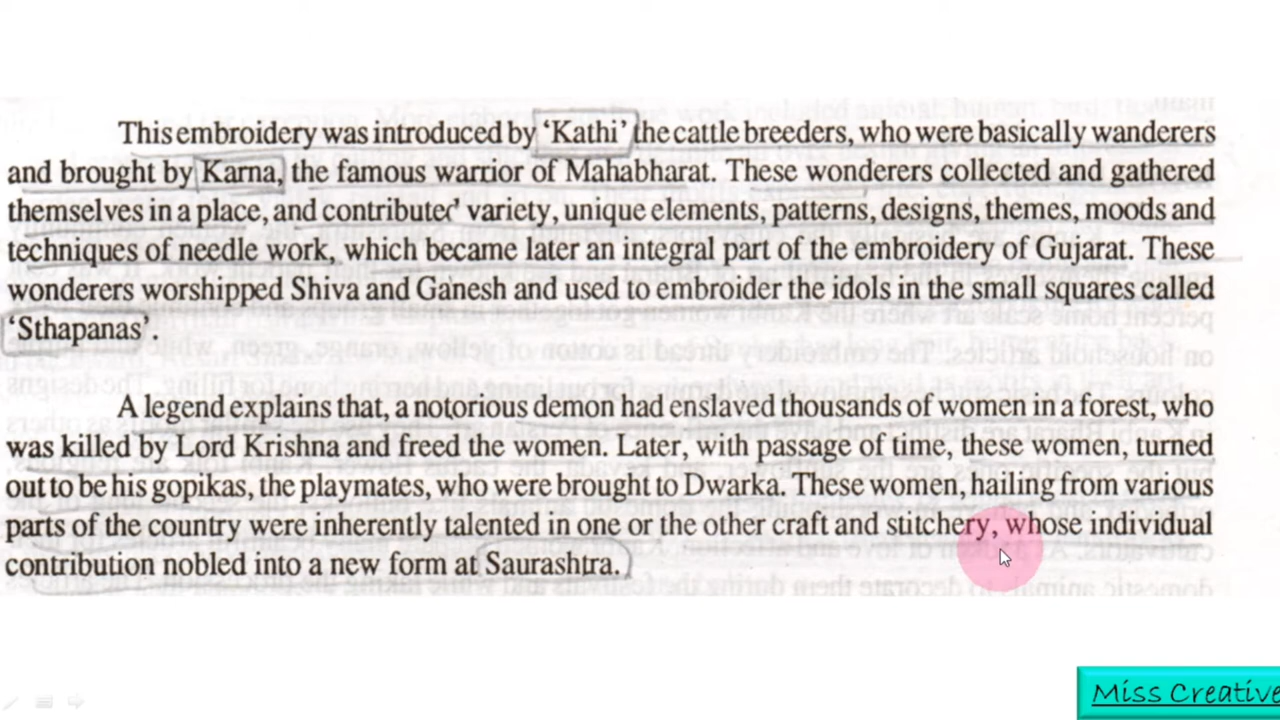 This embroidery was introduced by ‘Kathi’ the cattle breeders, who were basically wanderers
and brought by Karna, the famous warrior of Mahabharat. These wonderers collected and gathered
themselves in a place, and contributed variety, unique elements, patterns, designs, themes, moods and
techniques of needle work, which became later an integral part of the embroidery of Gujarat. These
wonderers worshipped Shiva and Ganesh and used to embroider the idols in the small squares called
‘Sthapanas’.
A legend explains that, a notorious demon had enslaved thousands of women in a forest, who
was killed by Lord Krishna and freed the women. Later, with passage of time, these women, turned
out to be his gopikas, the playmates, who were brought to Dwarka. These women, hailing from various
parts of the country were inherently talented in one or the other craft and stitchery, whose individual
contribution nobled into a new form at Saurashtra.
Miss Creative